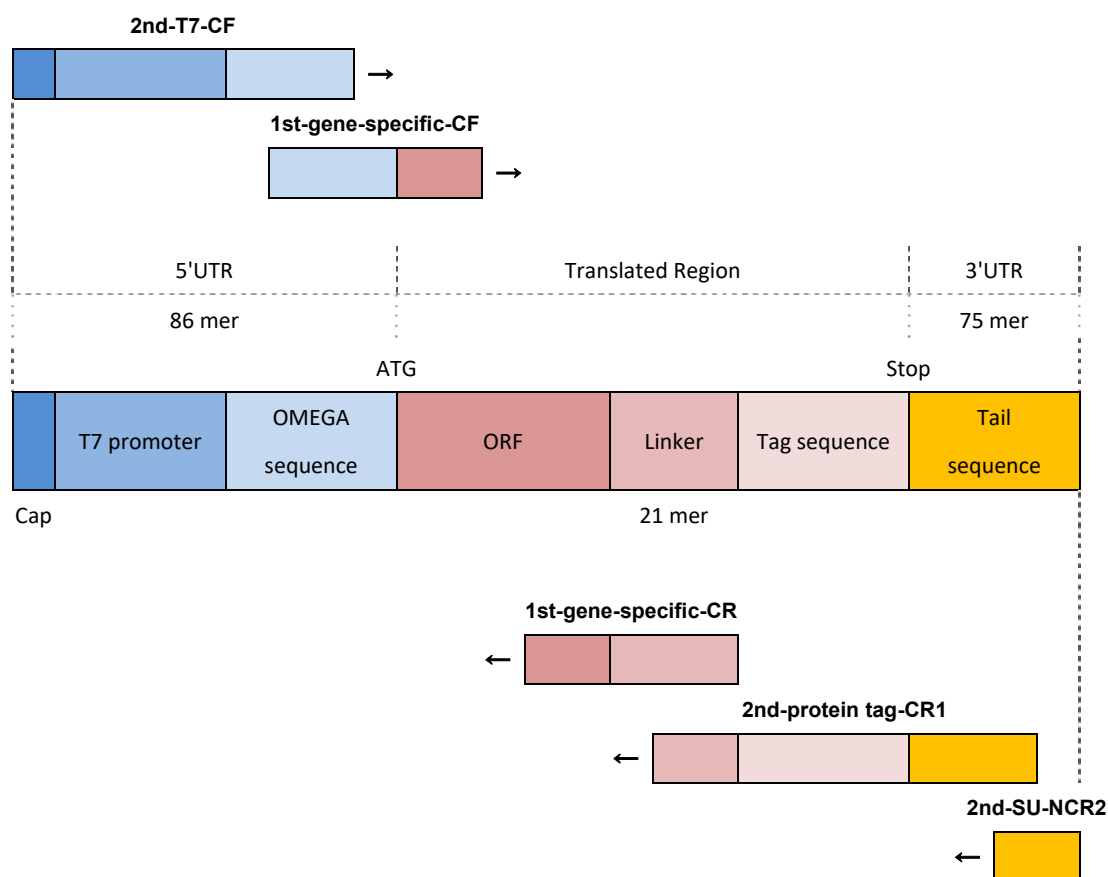 2nd-T7-CF
1st-gene-specific-CF
5'UTR
Translated Region
3'UTR
86 mer
75 mer
ATG
Stop
T7 promoter
OMEGA
sequence
ORF
Linker
Tag sequence
Tail
sequence
Cap
21 mer
1st-gene-specific-CR
2nd-protein tag-CR1
2nd-SU-NCR2